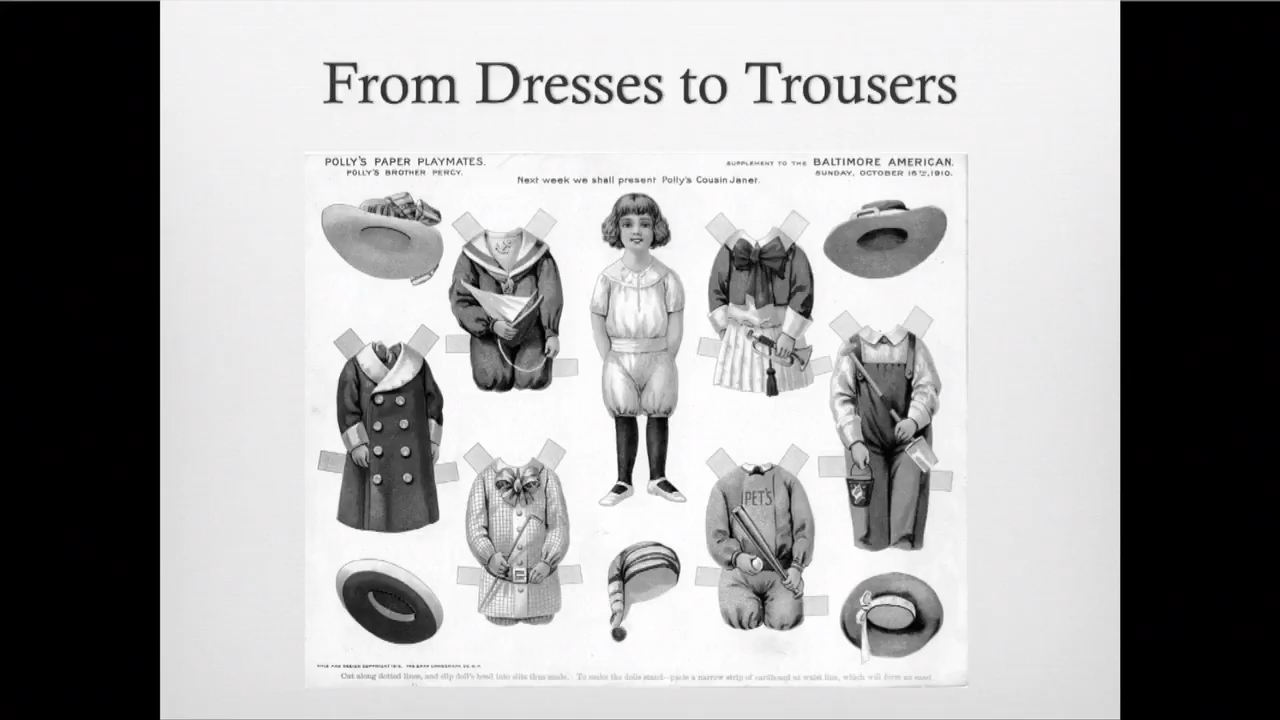 From Dresses to Trousers
POLLY'S PAPER PLAYMATES.
POLLY'S BROTHER PERCY.
SUPPLEMENT TO THE BALTIMORE AMERICAN.
SUNDAY, OCTOBER 16TH, 1910.
Next week we shall present Polly's Cousin Janet.
PET'S
Cut along dotted lines, and slip doll's head into slits thus made. To make the dolls stand—paste a narrow strip of cardboard at waist line, which will form an easel